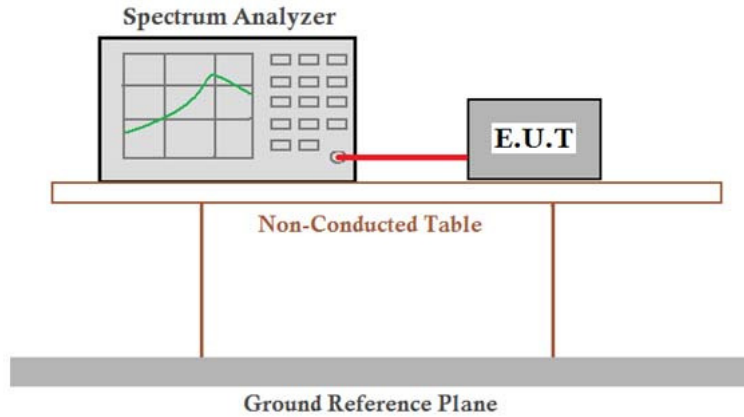 Spectrum Analyzer
E.U.T
Non-Conducted Table
Ground Reference Plane